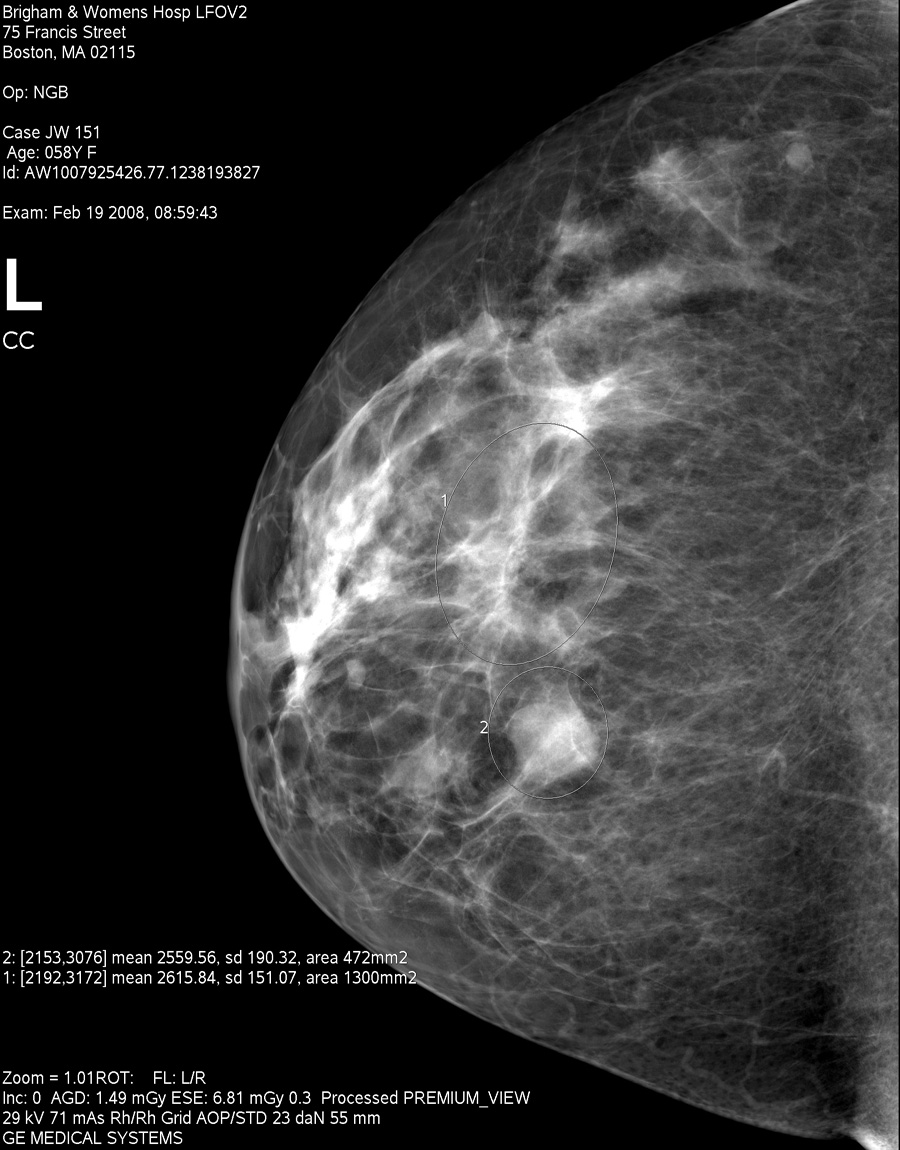 Brigham & Womens Hosp LFOV2
75 Francis Street
Boston, MA 02115
Op: NGB
Case JW 151
Age: 058Y F
Id: AW1007925426.77.1238193827
Exam: Feb 19 2008, 08:59:43
L
CC
1
2
2: [2153,3076] mean 2559.56, sd 190.32, area 472mm2
1: [2192,3172] mean 2615.84, sd 151.07, area 1300mm2
Zoom = 1.01ROT: FL: L/R
Inc: 0 AGD: 1.49 mGy ESE: 6.81 mGy 0.3 Processed PREMIUM_VIEW
29 kV 71 mAs Rh/Rh Grid AOP/STD 23 daN 55 mm
GE MEDICAL SYSTEMS